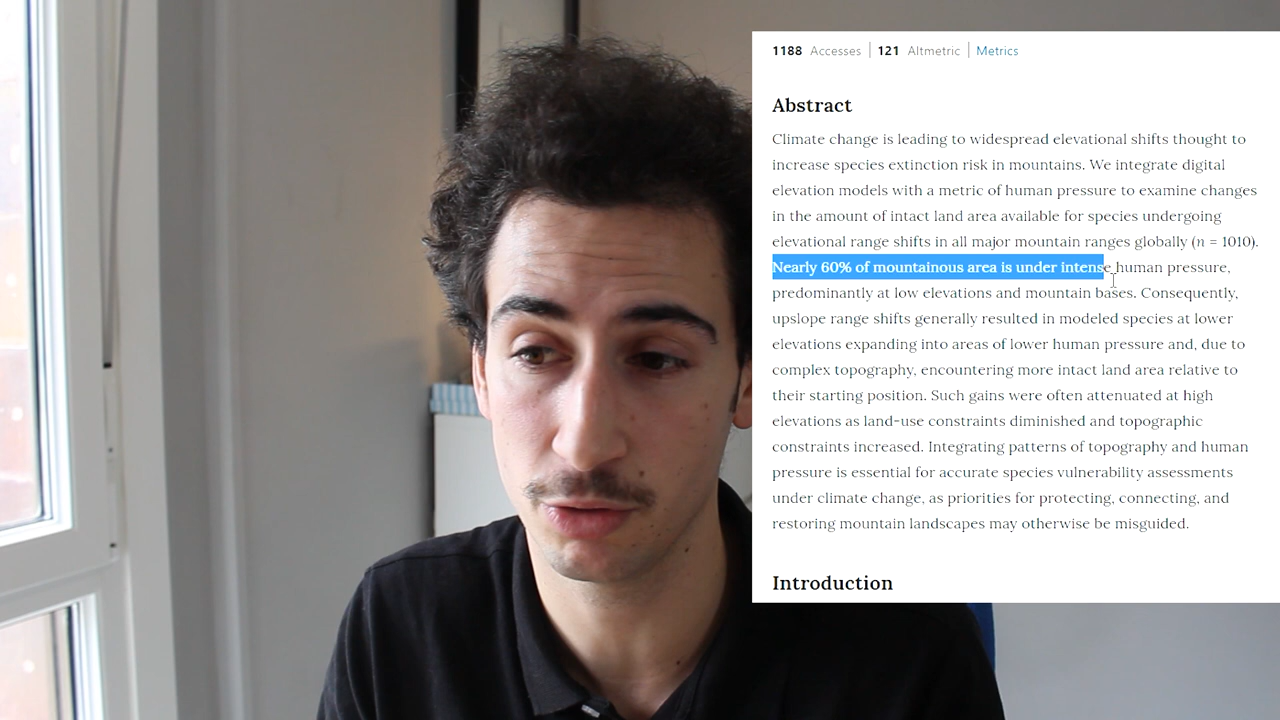 1188 Accesses | 121 Altmetric | Metrics
Abstract
Climate change is leading to widespread elevational shifts thought to
increase species extinction risk in mountains. We integrate digital
elevation models with a metric of human pressure to examine changes
in the amount of intact land area available for species undergoing
elevational range shifts in all major mountain ranges globally (n = 1010).
Nearly 60% of mountainous area is under intense human pressure,
predominantly at low elevations and mountain bases. Consequently,
upslope range shifts generally resulted in modeled species at lower
elevations expanding into areas of lower human pressure and, due to
complex topography, encountering more intact land area relative to
their starting position. Such gains were often attenuated at high
elevations as land-use constraints diminished and topographic
constraints increased. Integrating patterns of topography and human
pressure is essential for accurate species vulnerability assessments
under climate change, as priorities for protecting, connecting, and
restoring mountain landscapes may otherwise be misguided.
Introduction